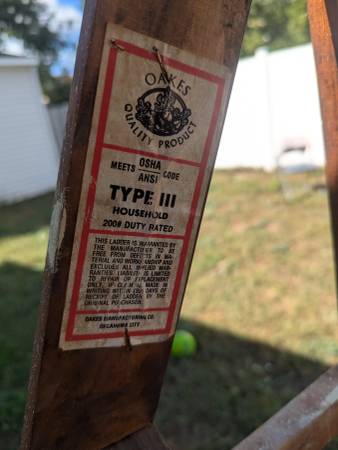 OAKES
QUALITY PRODUCT
MEETS OSHA CODE
ANSI
TYPE III
HOUSEHOLD
200# DUTY RATED
THIS LADDER IS WARRANTED BY
THE MANUFACTURER TO BE
FREE FROM DEFECTS IN MA-
TERIAL AND WORKMANSHIP AND
EXCLUDES ALL IMPLIED WAR-
RANTIES. LIABILITY IS LIMITED
TO REPAIR OR REPLACEMENT
ONLY, IF CLAIM IS MADE IN
WRITING WITHIN DAYS OF
RECEIPT OF LADDER BY THE
ORIGINAL PURCHASER.
OAKES MANUFACTURING CO.
OKLAHOMA CITY